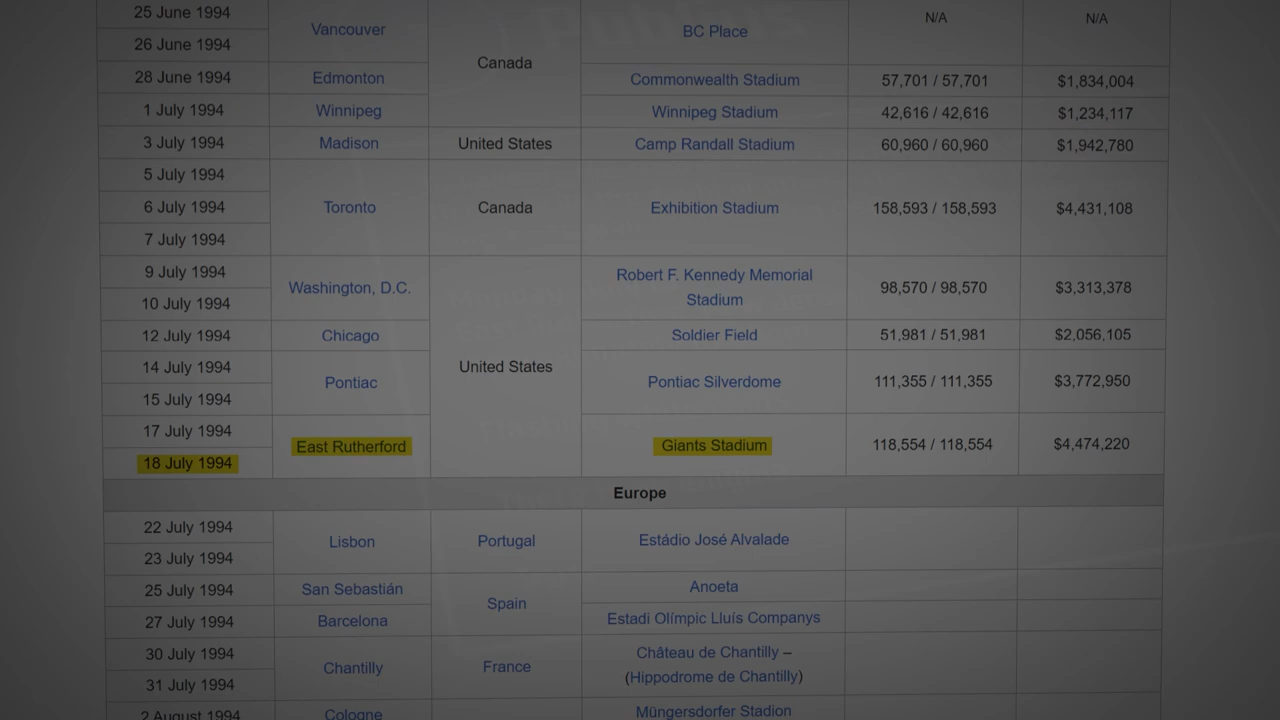 25 June 1994
Vancouver
BC Place
N/A
N/A
26 June 1994
Canada
28 June 1994
Edmonton
Commonwealth Stadium
57,701 / 57,701
$1,834,004
1 July 1994
Winnipeg
Winnipeg Stadium
42,616 / 42,616
$1,234,117
3 July 1994
Madison
United States
Camp Randall Stadium
60,960 / 60,960
$1,942,780
5 July 1994
6 July 1994
Toronto
Canada
Exhibition Stadium
158,593 / 158,593
$4,431,108
7 July 1994
9 July 1994
Washington, D.C.
Robert F. Kennedy Memorial
Stadium
98,570 / 98,570
$3,313,378
10 July 1994
12 July 1994
Chicago
Soldier Field
51,981 / 51,981
$2,056,105
United States
14 July 1994
Pontiac
Pontiac Silverdome
111,355 / 111,355
$3,772,950
15 July 1994
17 July 1994
East Rutherford
Giants Stadium
118,554 / 118,554
$4,474,220
18 July 1994
Europe
22 July 1994
Lisbon
Portugal
Estádio José Alvalade
23 July 1994
25 July 1994
San Sebastián
Spain
Anoeta
27 July 1994
Barcelona
Estadi Olímpic Lluís Companys
30 July 1994
Chantilly
France
Château de Chantilly –
(Hippodrome de Chantilly)
31 July 1994
2 August 1994
Cologne
Müngersdorfer Stadion